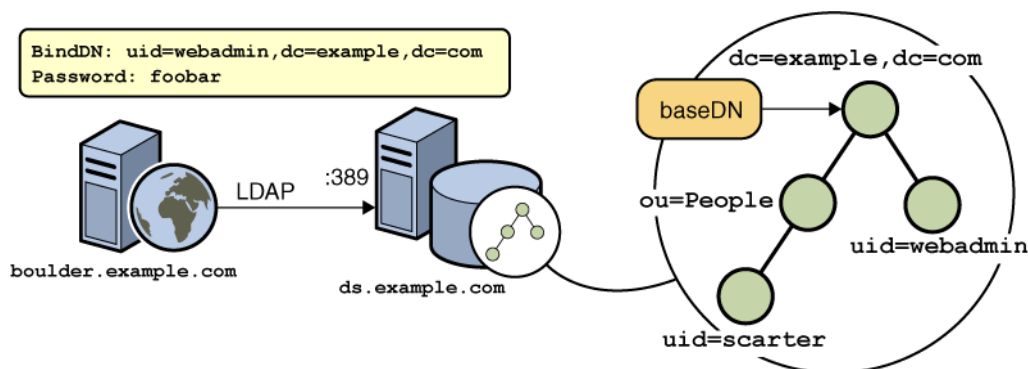 BindDN: uid=webadmin,dc=example,dc=com
Password: foobar
dc=example,dc=com
baseDN
LDAP
:389
ou=People
uid=webadmin
boulder.example.com
ds.example.com
uid=scarter